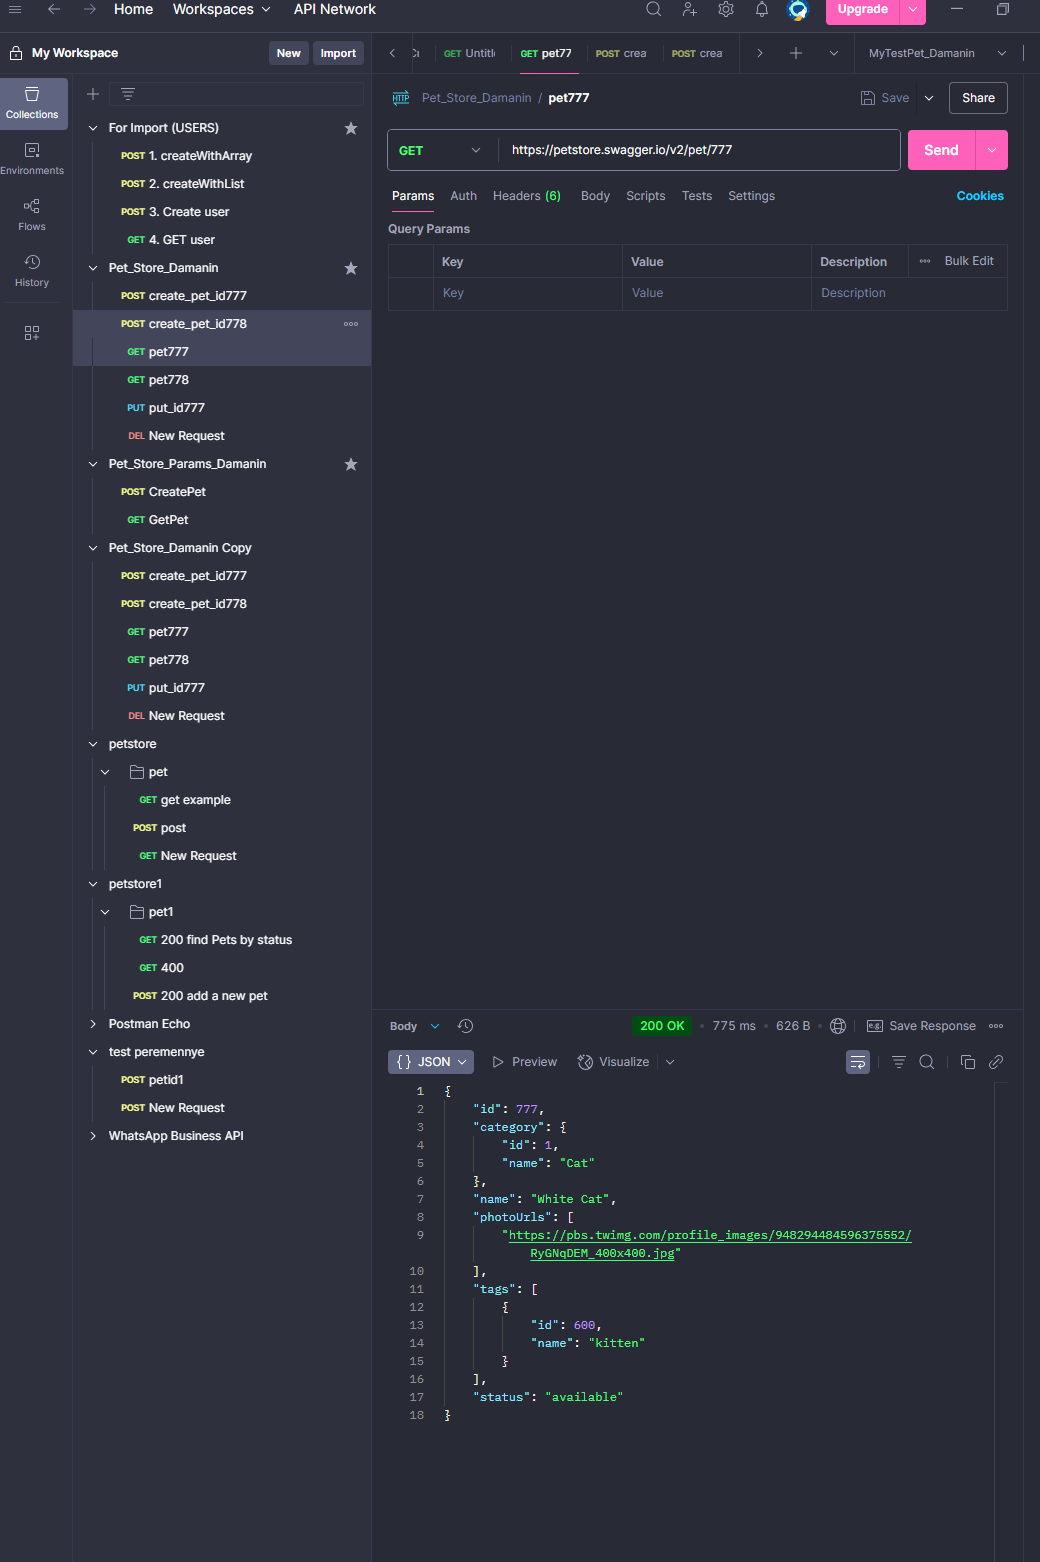 Home Workspaces API Network Upgrade
My Workspace New Import
GET Untitl GET pet77 POST crea POST crea MyTestPet_Damanin
Collections
Environments
Flows
History
For Import (USERS)
POST 1. createWithArray
POST 2. createWithList
POST 3. Create user
GET 4. GET user
Pet_Store_Damanin
POST create_pet_id777
POST create_pet_id778
GET pet777
GET pet778
PUT put_id777
DEL New Request
Pet_Store_Params_Damanin
POST CreatePet
GET GetPet
Pet_Store_Damanin Copy
POST create_pet_id777
POST create_pet_id778
GET pet777
GET pet778
PUT put_id777
DEL New Request
petstore
pet
GET get example
POST post
GET New Request
petstore1
pet1
GET 200 find Pets by status
GET 400
POST 200 add a new pet
Postman Echo
test peremennye
POST petid1
POST New Request
WhatsApp Business API
HTTP Pet_Store_Damanin / pet777 Save Share
GET https://petstore.swagger.io/v2/pet/777 Send
Params Auth Headers (6) Body Scripts Tests Settings Cookies
Query Params
Key Value Description Bulk Edit
Key Value Description
Body 200 OK • 775 ms • 626 B • e.g. Save Response
{} JSON Preview Visualize
1 {
2 "id": 777,
3 "category": {
4 "id": 1,
5 "name": "Cat"
6 },
7 "name": "White Cat",
8 "photoUrls": [
9 "https://pbs.twimg.com/profile_images/948294484596375552/
RyGNqDEM_400x400.jpg"
10 ],
11 "tags": [
12 {
13 "id": 600,
14 "name": "kitten"
15 }
16 ],
17 "status": "available"
18 }